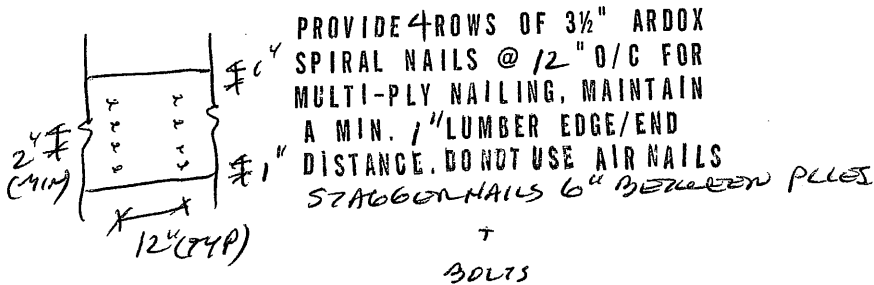 PROVIDE 4 ROWS OF 3½" ARDOX
SPIRAL NAILS @ 12" O/C FOR
MULTI-PLY NAILING, MAINTAIN
A MIN. 1" LUMBER EDGE/END
DISTANCE. DO NOT USE AIR NAILS
STAGGER NAILS 6" BETWEEN PLIES
+
BOLTS
2"
(MIN)
1"
12"(TYP)